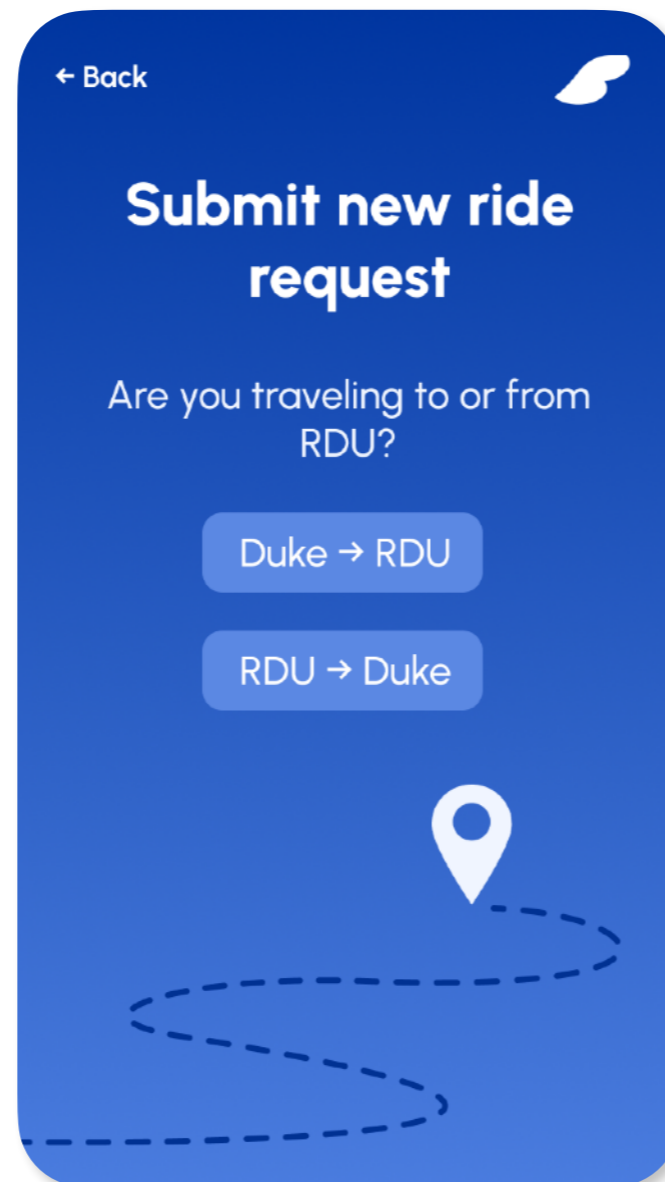 ← Back
Submit new ride
request
Are you traveling to or from
RDU?
Duke → RDU
RDU → Duke